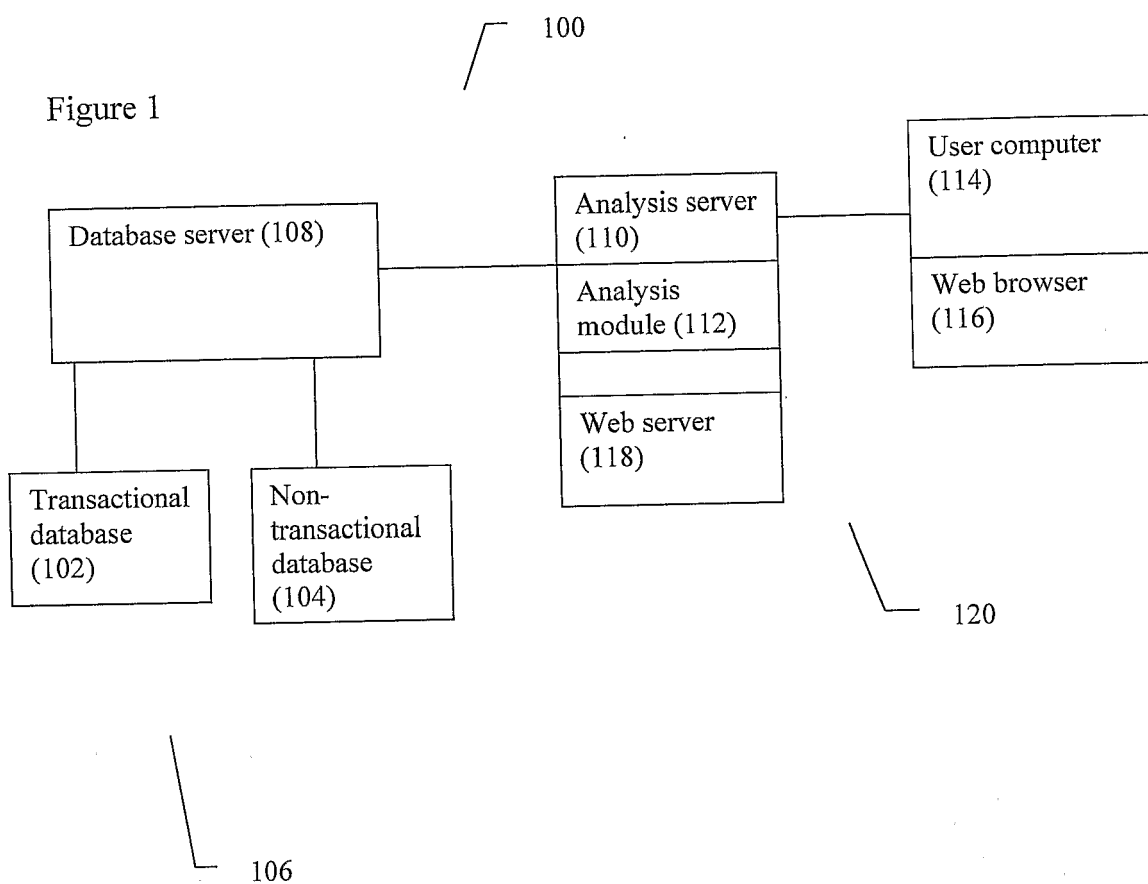 100
Figure 1
User computer
(114)
Web browser
(116)
Analysis server
(110)
Analysis
module (112)
Web server
(118)
Database server (108)
Transactional
database
(102)
Non-
transactional
database
(104)
120
106